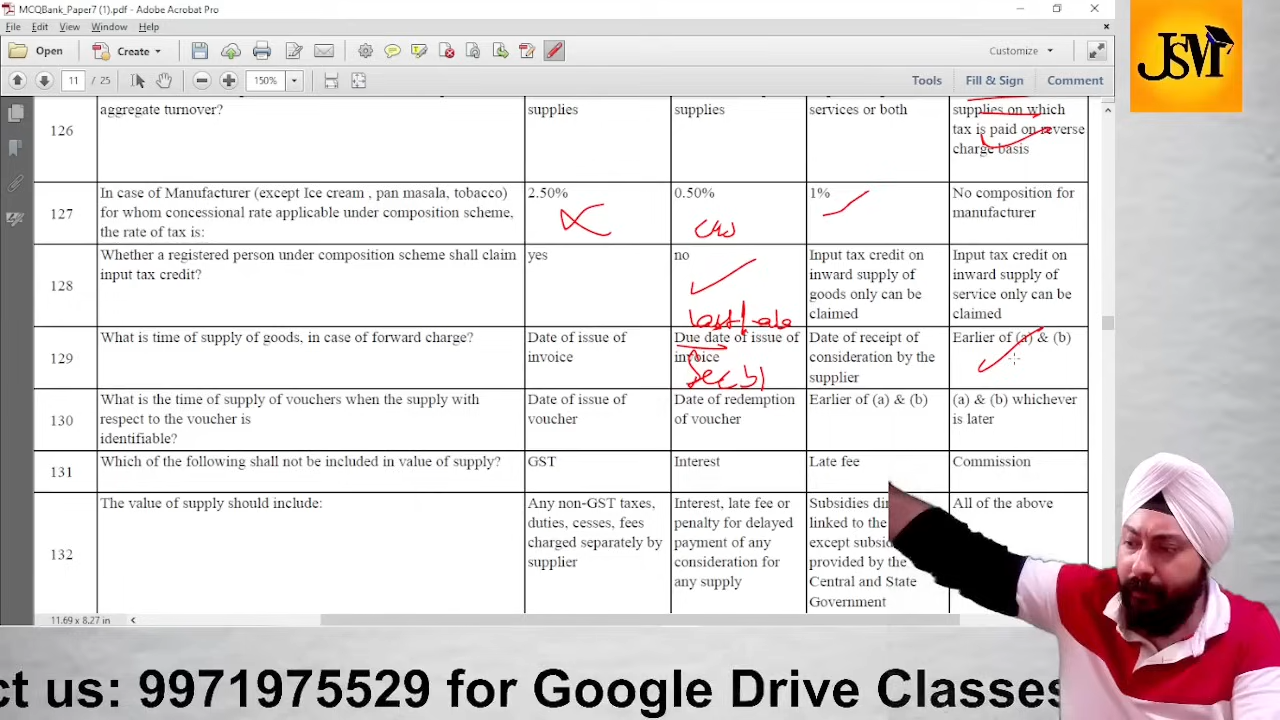 MCQBank_Paper7 (1).pdf - Adobe Acrobat Pro
File Edit View Window Help
Open Create Customize
11 / 25 150% Tools Fill & Sign Comment
JSM
126 aggregate turnover? supplies supplies services or both supplies on which
tax is paid on reverse
charge basis
127 In case of Manufacturer (except Ice cream , pan masala, tobacco) 2.50% 0.50% 1% No composition for
for whom concessional rate applicable under composition scheme, manufacturer
the rate of tax is:
128 Whether a registered person under composition scheme shall claim yes no Input tax credit on Input tax credit on
input tax credit? inward supply of inward supply of
goods only can be service only can be
claimed claimed
last date
129 What is time of supply of goods, in case of forward charge? Date of issue of Due date of issue of Date of receipt of Earlier of (a) & (b)
invoice invoice consideration by the
Sec 31 supplier
130 What is the time of supply of vouchers when the supply with Date of issue of Date of redemption Earlier of (a) & (b) (a) & (b) whichever
respect to the voucher is voucher of voucher is later
identifiable?
131 Which of the following shall not be included in value of supply? GST Interest Late fee Commission
132 The value of supply should include: Any non-GST taxes, Interest, late fee or Subsidies di All of the above
duties, cesses, fees penalty for delayed linked to the
charged separately by payment of any except subsid
supplier consideration for provided by the
any supply Central and State
Government
11.69 x 8.27 in
ct us: 9971975529 for Google Drive Classes